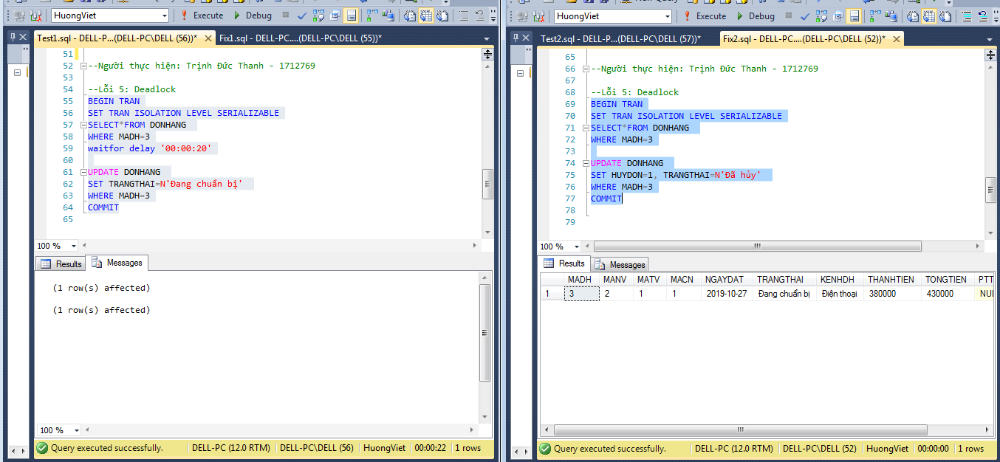 HuongViet Execute Debug
Test1.sql - DELL-P...(DELL-PC\DELL (56))* Fix1.sql - DELL-PC....(DELL-PC\DELL (55))*
51
52 --Người thực hiện: Trịnh Đức Thanh - 1712769
53
54 --Lỗi 5: Deadlock
55 BEGIN TRAN
56 SET TRAN ISOLATION LEVEL SERIALIZABLE
57 SELECT*FROM DONHANG
58 WHERE MADH=3
59 waitfor delay '00:00:20'
60
61 UPDATE DONHANG
62 SET TRANGTHAI=N'Đang chuẩn bị'
63 WHERE MADH=3
64 COMMIT
65
100 %
Results Messages
(1 row(s) affected)
(1 row(s) affected)
100 %
Query executed successfully. DELL-PC (12.0 RTM) DELL-PC\DELL (56) HuongViet 00:00:22 1 rows
HuongViet Execute Debug
Test2.sql - DELL-P...(DELL-PC\DELL (57))* Fix2.sql - DELL-PC....(DELL-PC\DELL (52))*
65
66 --Người thực hiện: Trịnh Đức Thanh - 1712769
67
68 --Lỗi 5: Deadlock
69 BEGIN TRAN
70 SET TRAN ISOLATION LEVEL SERIALIZABLE
71 SELECT*FROM DONHANG
72 WHERE MADH=3
73
74 UPDATE DONHANG
75 SET HUYDON=1, TRANGTHAI=N'Đã hủy'
76 WHERE MADH=3
77 COMMIT
78
79
100 %
Results Messages
MADH MANV MATV MACN NGAYDAT TRANGTHAI KENHDH THANHTIEN TONGTIEN PTT
1 3 2 1 1 2019-10-27 Đang chuẩn bị Điện thoại 380000 430000 NUI
Query executed successfully. DELL-PC (12.0 RTM) DELL-PC\DELL (52) HuongViet 00:00:00 1 rows